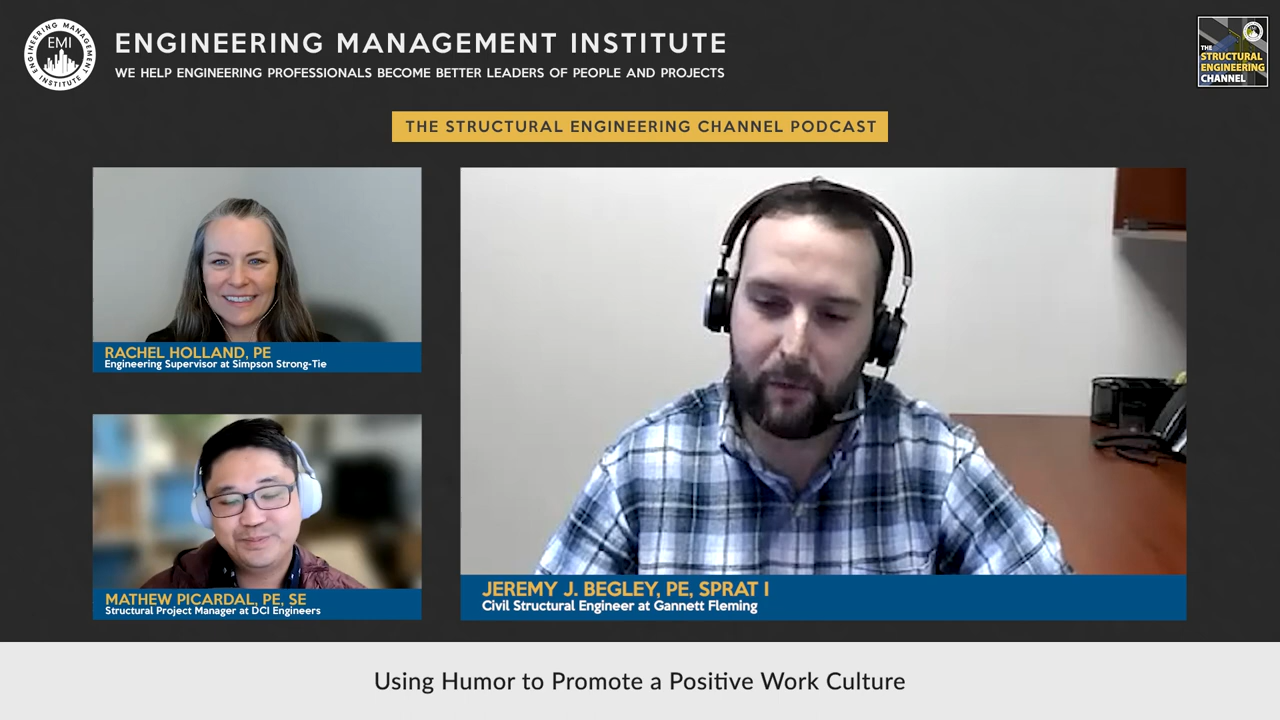 EMI
ENGINEERING MANAGEMENT INSTITUTE
ENGINEERING MANAGEMENT INSTITUTE
WE HELP ENGINEERING PROFESSIONALS BECOME BETTER LEADERS OF PEOPLE AND PROJECTS
THE
STRUCTURAL
ENGINEERING
CHANNEL
THE STRUCTURAL ENGINEERING CHANNEL PODCAST
RACHEL HOLLAND, PE
Engineering Supervisor at Simpson Strong-Tie
MATHEW PICARDAL, PE, SE
Structural Project Manager at DCI Engineers
JEREMY J. BEGLEY, PE, SPRAT I
Civil Structural Engineer at Gannett Fleming
Using Humor to Promote a Positive Work Culture